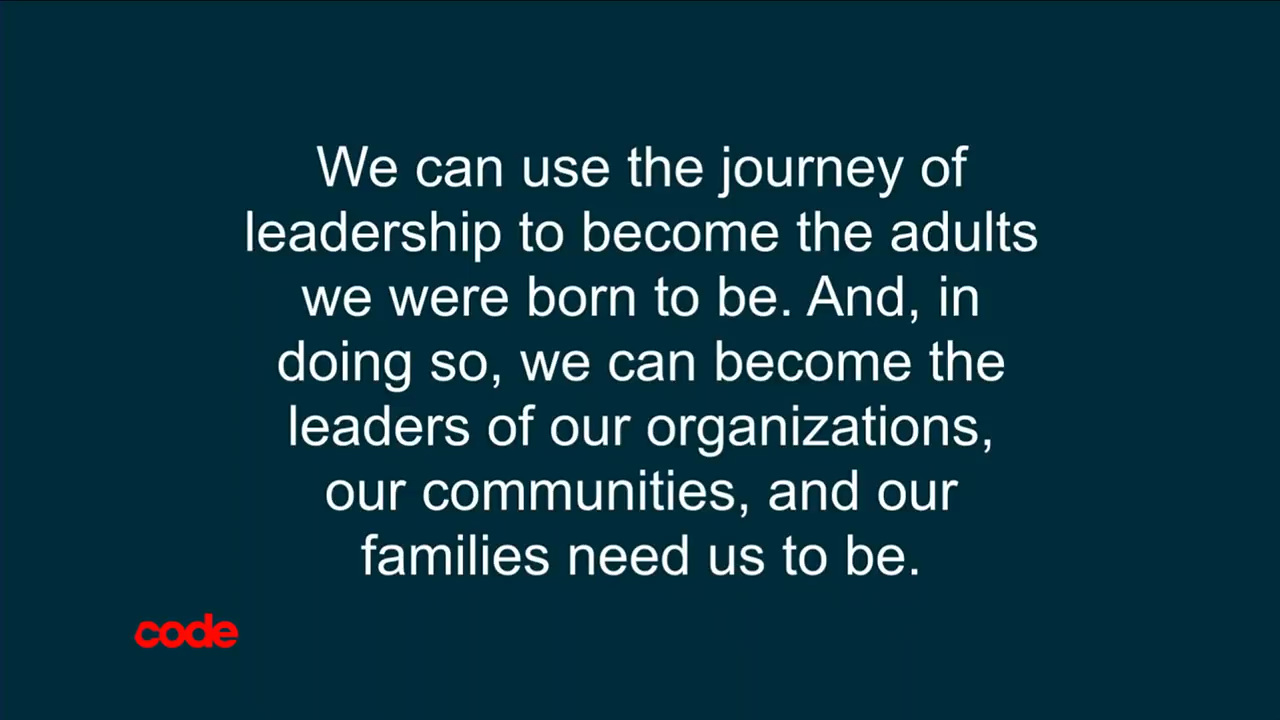 We can use the journey of
leadership to become the adults
we were born to be. And, in
doing so, we can become the
leaders of our organizations,
our communities, and our
families need us to be.
code